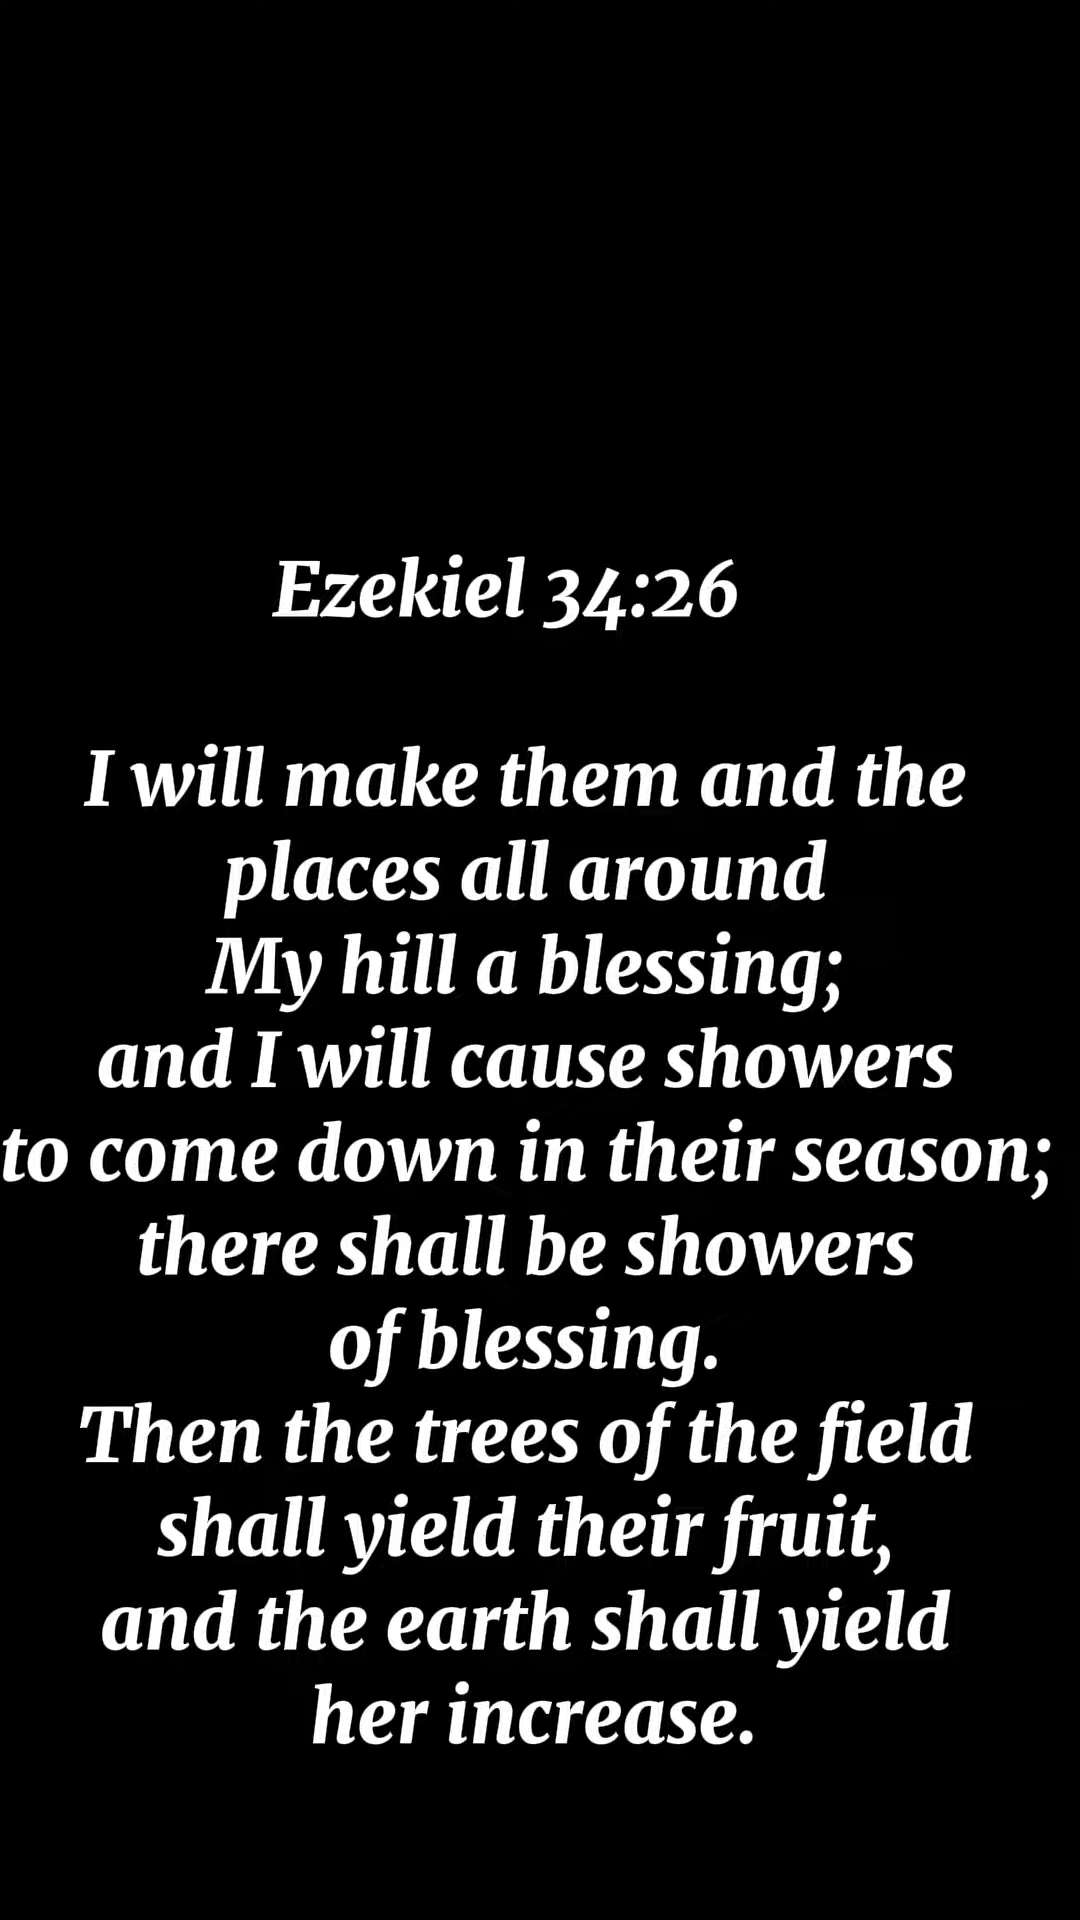 Ezekiel 34:26
I will make them and the
places all around
My hill a blessing;
and I will cause showers
to come down in their season;
there shall be showers
of blessing.
Then the trees of the field
shall yield their fruit,
and the earth shall yield
her increase.